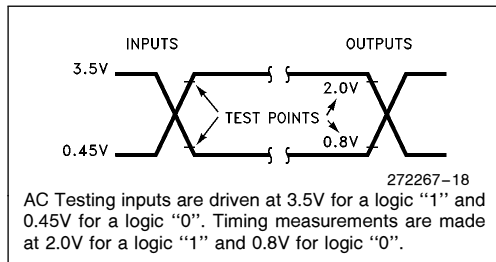 INPUTS OUTPUTS
3.5V 2.0V
TEST POINTS
0.45V 0.8V
272267–18
AC Testing inputs are driven at 3.5V for a logic ‘‘1’’ and
0.45V for a logic ‘‘0’’. Timing measurements are made
at 2.0V for a logic ‘‘1’’ and 0.8V for logic ‘‘0’’.